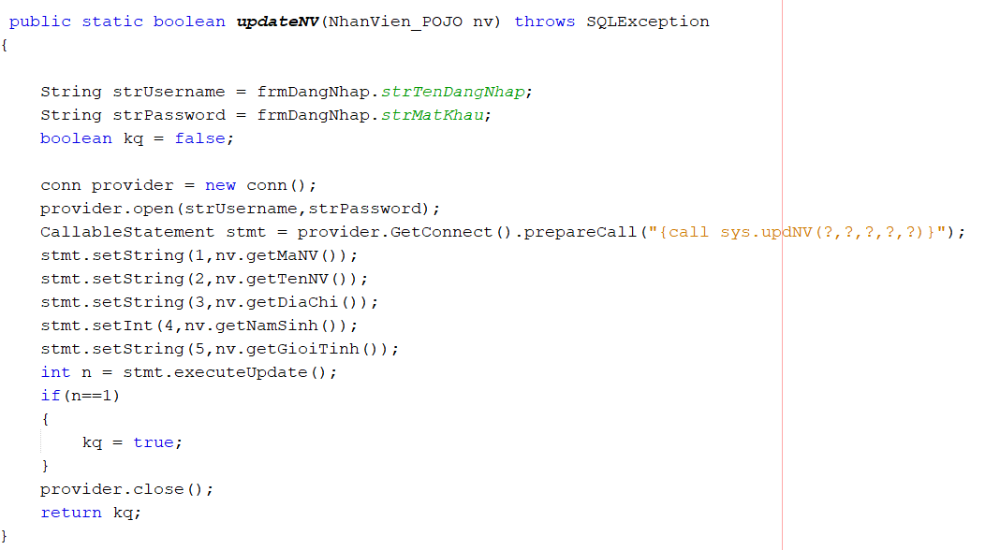 public static boolean updateNV(NhanVien_POJO nv) throws SQLException
{
String strUsername = frmDangNhap.strTenDangNhap;
String strPassword = frmDangNhap.strMatKhau;
boolean kq = false;
conn provider = new conn();
provider.open(strUsername,strPassword);
CallableStatement stmt = provider.GetConnect().prepareCall("{call sys.updNV(?,?,?,?,?)}");
stmt.setString(1,nv.getMaNV());
stmt.setString(2,nv.getTenNV());
stmt.setString(3,nv.getDiaChi());
stmt.setInt(4,nv.getNamSinh());
stmt.setString(5,nv.getGioiTinh());
int n = stmt.executeUpdate();
if(n==1)
{
kq = true;
}
provider.close();
return kq;
}